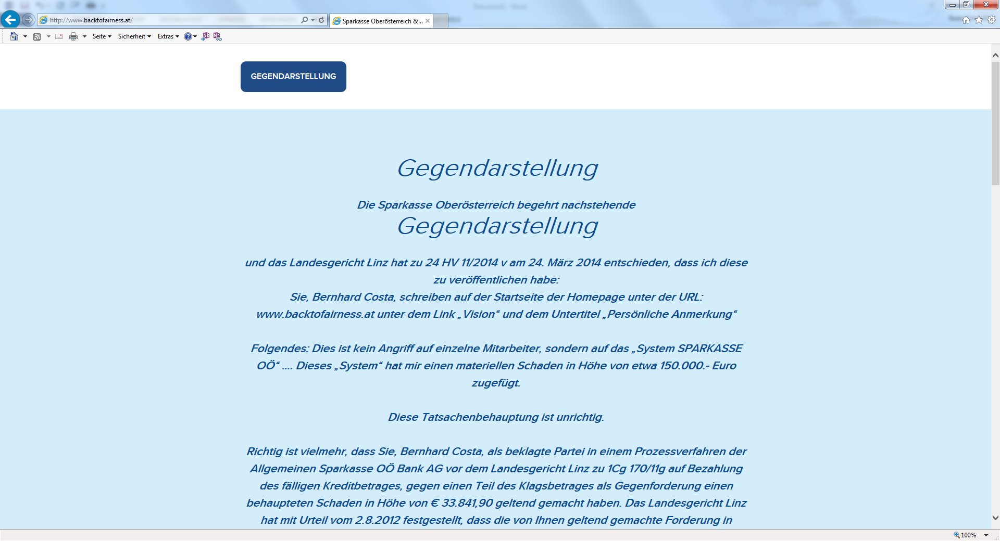 http://www.backtofairness.at/
Sparkasse Oberösterreich &...
Seite
Sicherheit
Extras
GEGENDARSTELLUNG
Gegendarstellung
Die Sparkasse Oberösterreich begehrt nachstehende
Gegendarstellung
und das Landesgericht Linz hat zu 24 HV 11/2014 v am 24. März 2014 entschieden, dass ich diese
zu veröffentlichen habe:
Sie, Bernhard Costa, schreiben auf der Startseite der Homepage unter der URL:
www.backtofairness.at unter dem Link „Vision“ und dem Untertitel „Persönliche Anmerkung“
Folgendes: Dies ist kein Angriff auf einzelne Mitarbeiter, sondern auf das „System SPARKASSE
OÖ“ .... Dieses „System“ hat mir einen materiellen Schaden in Höhe von etwa 150.000.- Euro
zugefügt.
Diese Tatsachenbehauptung ist unrichtig.
Richtig ist vielmehr, dass Sie, Bernhard Costa, als beklagte Partei in einem Prozessverfahren der
Allgemeinen Sparkasse OÖ Bank AG vor dem Landesgericht Linz zu 1Cg 170/11g auf Bezahlung
des fälligen Kreditbetrages, gegen einen Teil des Klagsbetrages als Gegenforderung einen
behaupteten Schaden in Höhe von € 33.841,90 geltend gemacht haben. Das Landesgericht Linz
hat mit Urteil vom 2.8.2012 festgestellt, dass die von Ihnen geltend gemachte Forderung in
100%